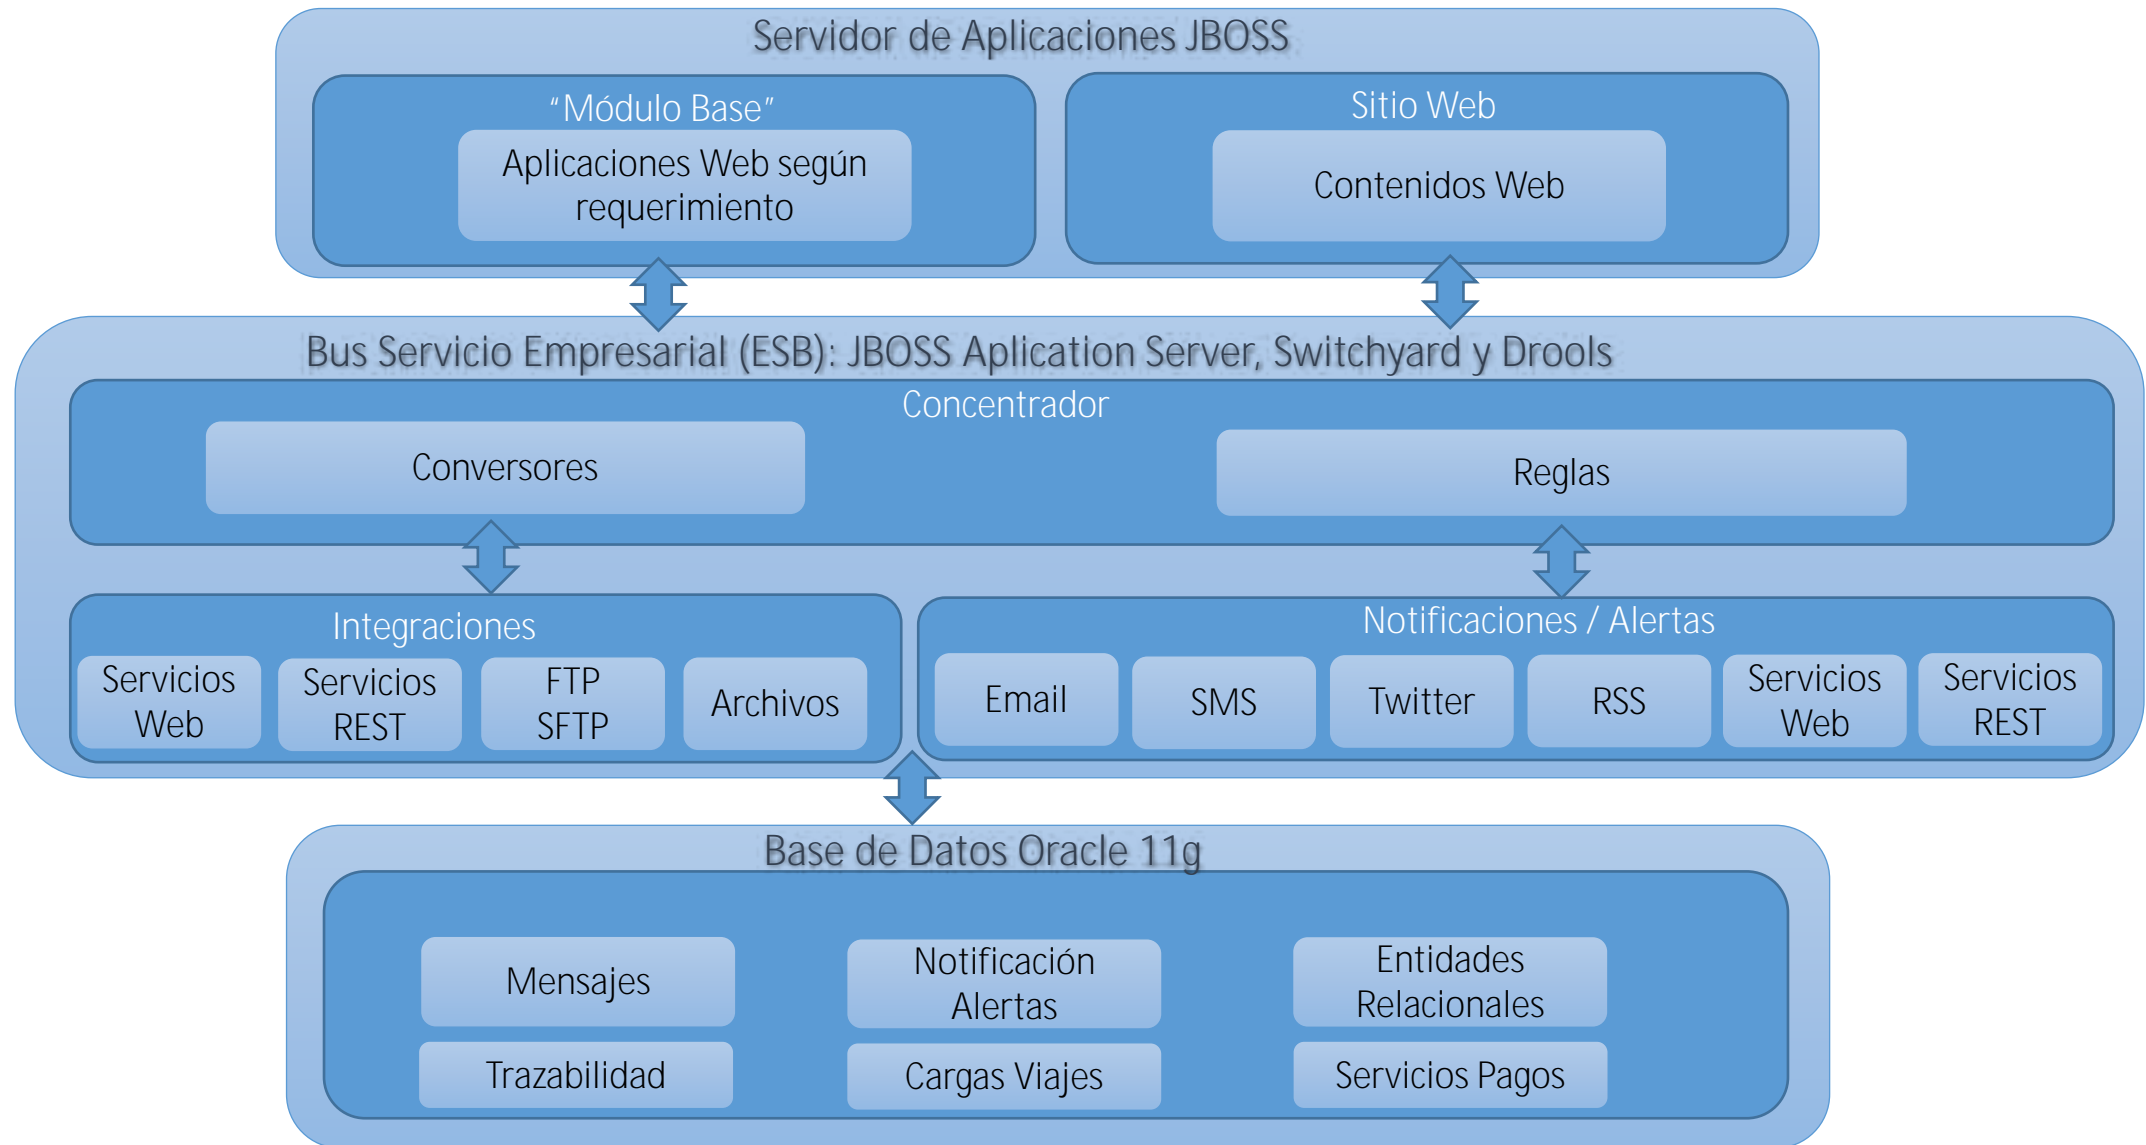 Servidor de Aplicaciones JBOSS
“Módulo Base”
Aplicaciones Web según
requerimiento
Sitio Web
Contenidos Web
Bus Servicio Empresarial (ESB): JBOSS Aplication Server, Switchyard y Drools
Concentrador
Conversores
Reglas
Integraciones
Servicios
Web
Servicios
REST
FTP
SFTP
Archivos
Notificaciones / Alertas
Email
SMS
Twitter
RSS
Servicios
Web
Servicios
REST
Base de Datos Oracle 11g
Mensajes
Notificación
Alertas
Entidades
Relacionales
Trazabilidad
Cargas Viajes
Servicios Pagos